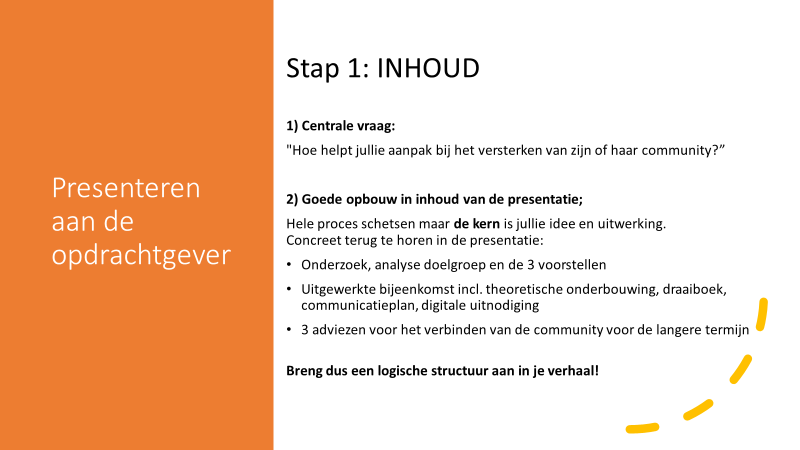 Presenteren
aan de
opdrachtgever
Stap 1: INHOUD
1) Centrale vraag:
"Hoe helpt jullie aanpak bij het versterken van zijn of haar community?”
2) Goede opbouw in inhoud van de presentatie;
Hele proces schetsen maar de kern is jullie idee en uitwerking.
Concreet terug te horen in de presentatie:
• Onderzoek, analyse doelgroep en de 3 voorstellen
• Uitgewerkte bijeenkomst incl. theoretische onderbouwing, draaiboek,
communicatieplan, digitale uitnodiging
• 3 adviezen voor het verbinden van de community voor de langere termijn
Breng dus een logische structuur aan in je verhaal!